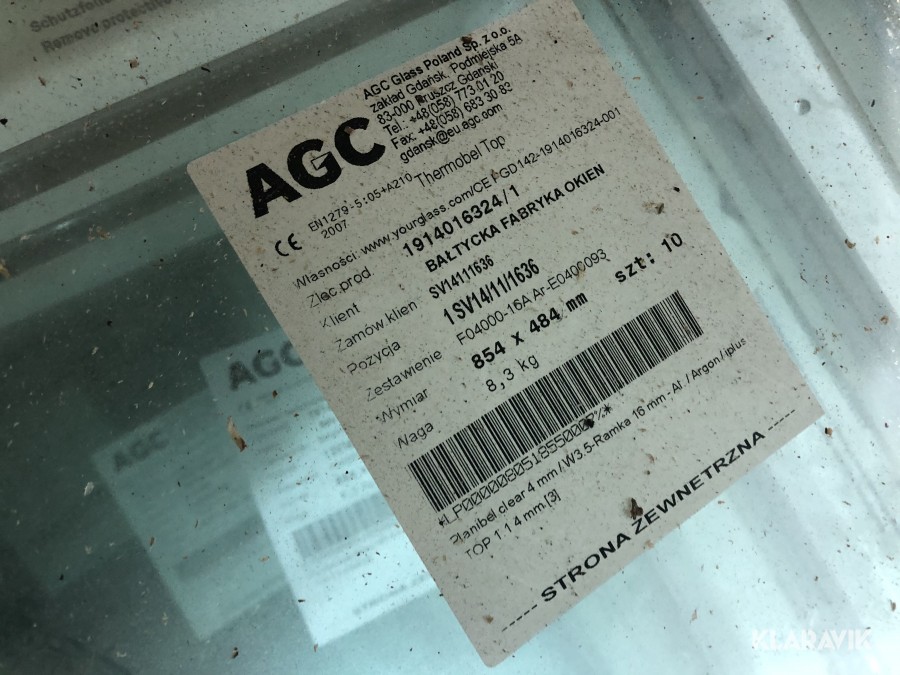 Schutzfolie
Remove protective
AGC
AGC Glass Poland Sp. z o.o.
zakład Gdańsk, Podmiejska 5A
83-000 Pruszcz Gdański
Tel.: +48(058) 773 01 20
Fax: +48(058) 683 30 83
gdansk@eu.agc.com
CE EN1279-5:05+A2:10 Thermobel Top
2007
Własności: www.yourglass.com/CE PGD142-1914016324-001
Zlec.prod 1914016324/1
Klient BAŁTYCKA FABRYKA OKIEN
Zamów.klien SV14111636
Pozycja 1SV14/11/1636
Zestawienie F04000-16A Ar-E0400093
Wymiar 854 x 484 mm szt: 10
Waga 8,3 kg
Planibel clear 4 mm / W3.5-Ramka 16 mm - Al. / Argon / iplus
TOP 1.1 4 mm [3]
----- STRONA ZEWNETRZNA -----
AGC
AGC
KLARAVIK